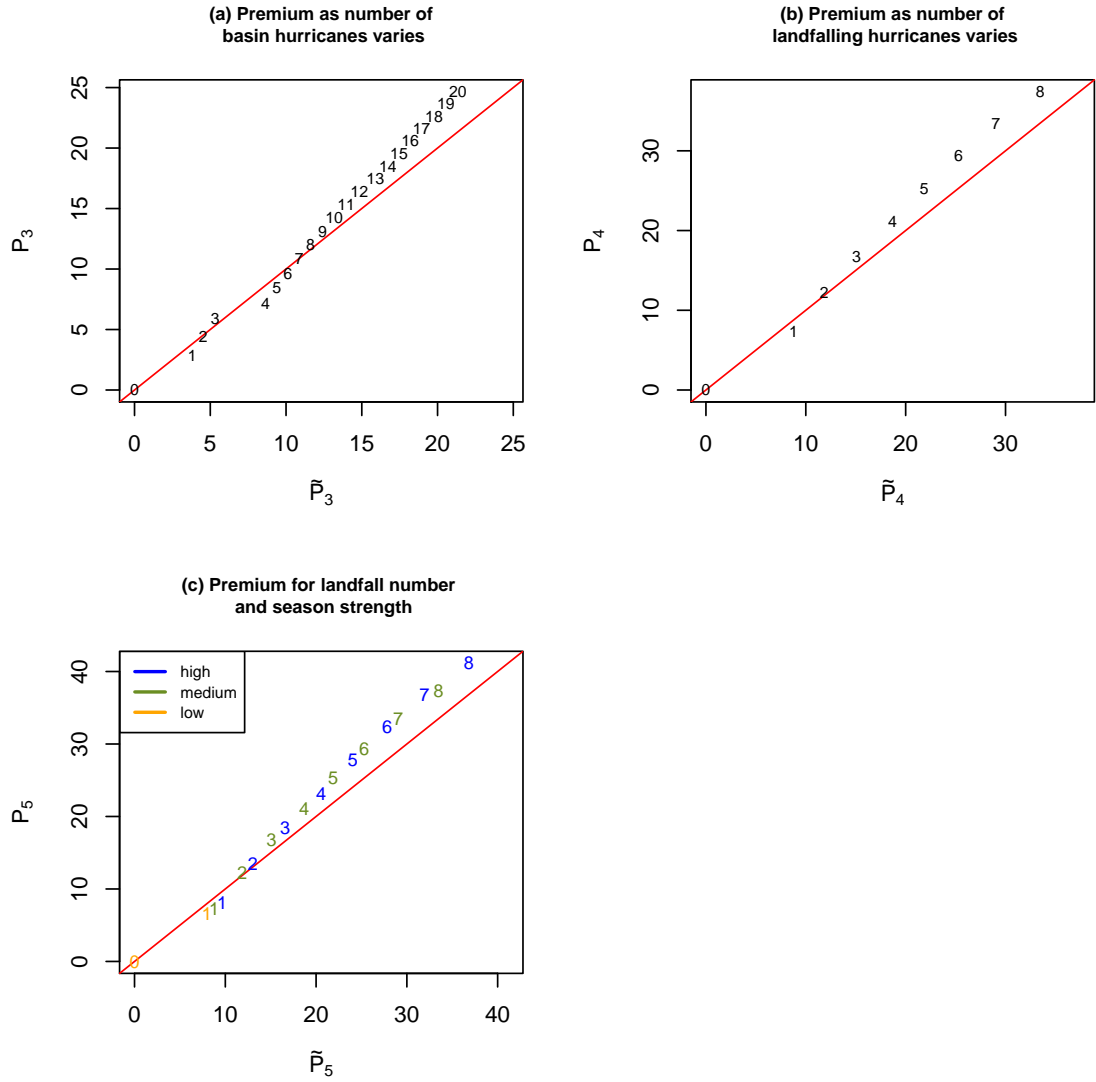 (a) Premium as number of
basin hurricanes varies
25
20
15
10
5
0
P3
0 1 2 3 4 5 6 7 8 9 10 11 12 13 14 15 16 17 18 19 20
0 5 10 15 20 25
P̃3
(b) Premium as number of
landfalling hurricanes varies
30
20
10
0
P4
0 1 2 3 4 5 6 7 8
0 10 20 30
P̃4
(c) Premium for landfall number
and season strength
40
30
20
10
0
P5
high
medium
low
0 1 1 1 2 2 3 3 4 4 5 5 6 6 7 7 8 8
0 10 20 30 40
P̃5